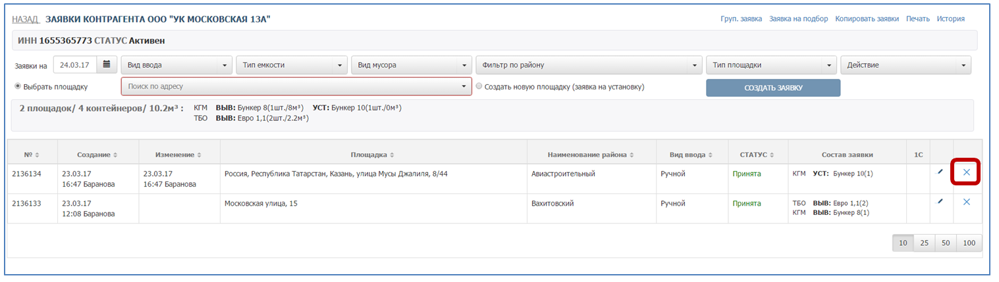 НАЗАД ЗАЯВКИ КОНТРАГЕНТА ООО "УК МОСКОВСКАЯ 13А" Груп. заявка Заявка на подбор Копировать заявки Печать История
ИНН 1655365773 СТАТУС Активен
Заявки на 24.03.17 Вид ввода Тип емкости Вид мусора Фильтр по району Тип площадки Действие
Выбрать площадку Поиск по адресу Создать новую площадку (заявка на установку) СОЗДАТЬ ЗАЯВКУ
2 площадок/ 4 контейнеров/ 10.2м³ : КГМ ВЫВ: Бункер 8(1шт./8м³) УСТ: Бункер 10(1шт./0м³)
ТБО ВЫВ: Евро 1,1(2шт./2.2м³)
№ Создание Изменение Площадка Наименование района Вид ввода СТАТУС Состав заявки 1С
2136134 23.03.17 23.03.17 Россия, Республика Татарстан, Казань, улица Мусы Джалиля, 8/44 Авиастроительный Ручной Принята КГМ УСТ: Бункер 10(1)
16:47 Баранова 16:47 Баранова
2136133 23.03.17 Московская улица, 15 Вахитовский Ручной Принята ТБО ВЫВ: Евро 1,1(2)
12:08 Баранова КГМ ВЫВ: Бункер 8(1)
10 25 50 100